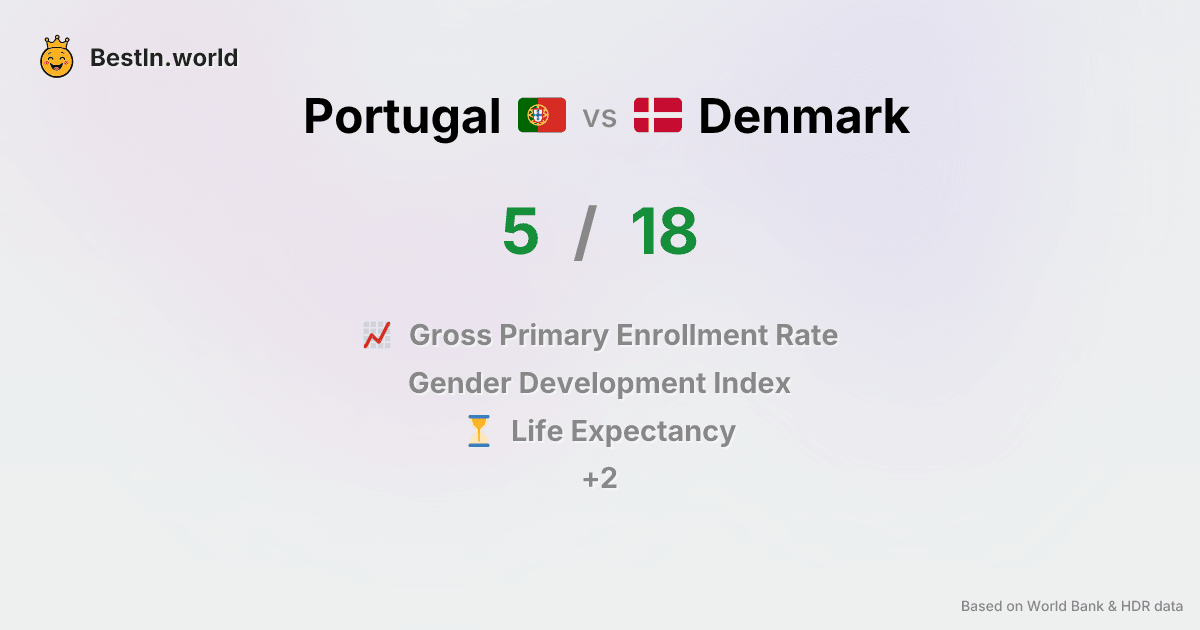 BestIn.world
Portugal vs Denmark
5 / 18
Gross Primary Enrollment Rate
Gender Development Index
Life Expectancy
+2
Based on World Bank & HDR data